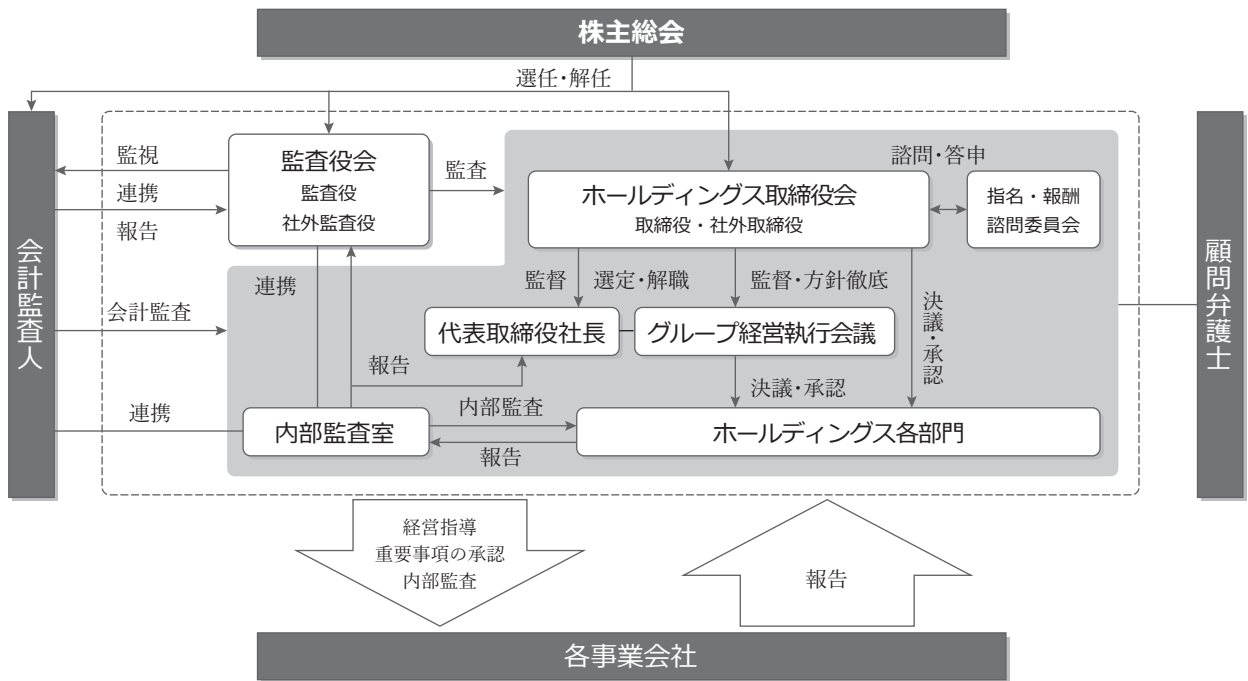 株主総会
選任・解任
会計監査人
監視
連携
報告
会計監査
連携
監査役会
監査役
社外監査役
監査
諮問・答申
ホールディングス取締役会
取締役・社外取締役
指名・報酬
諮問委員会
顧問弁護士
連携
監督
選定・解職
監督・方針徹底
決議・承認
代表取締役社長
グループ経営執行会議
報告
決議・承認
内部監査
内部監査室
報告
ホールディングス各部門
経営指導
重要事項の承認
内部監査
報告
各事業会社